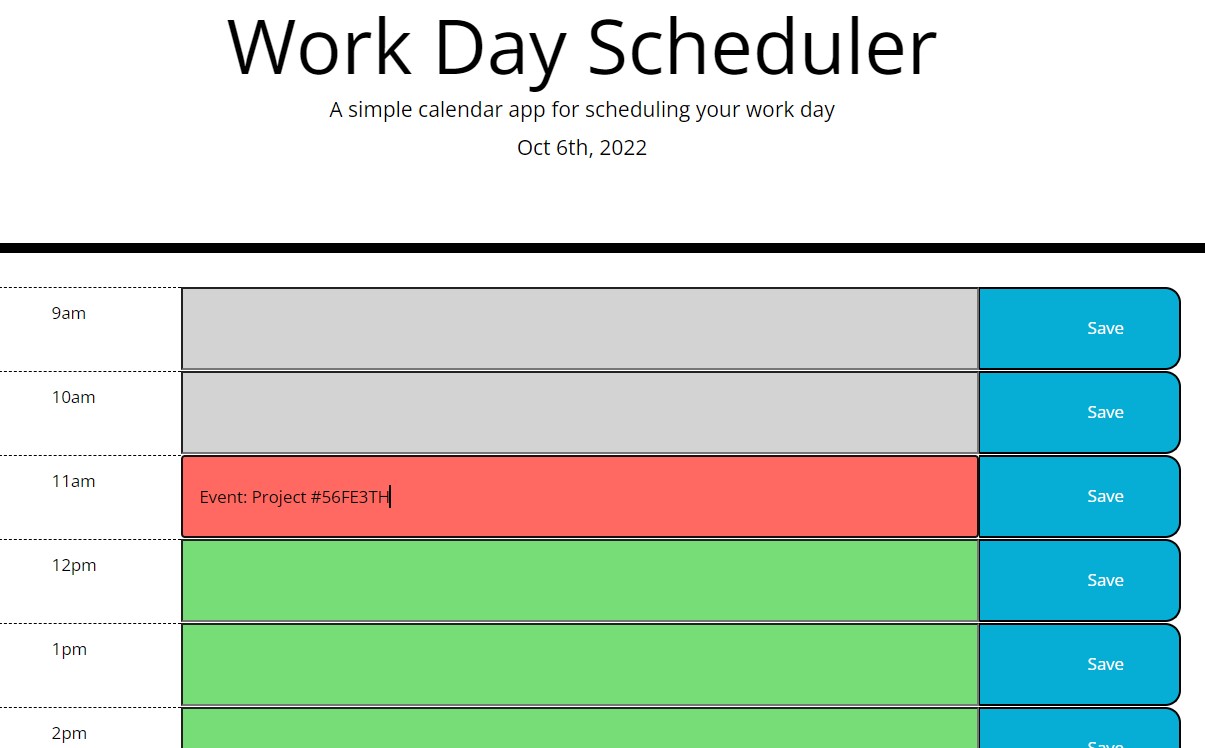 Work Day Scheduler
A simple calendar app for scheduling your work day
Oct 6th, 2022
9am
Save
10am
Save
11am
Event: Project #56FE3TH
Save
12pm
Save
1pm
Save
2pm
Save